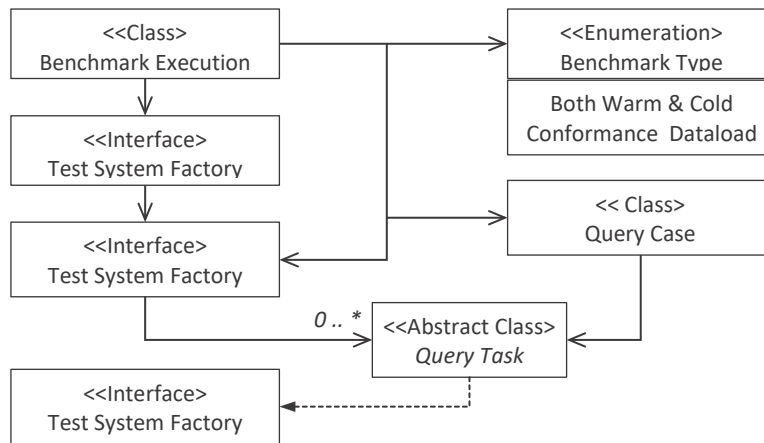 <<Class>
Benchmark Execution
<<Enumeration>
Benchmark Type
Both Warm & Cold
Conformance Dataload
<<Interface>
Test System Factory
<< Class>
Query Case
<<Interface>
Test System Factory
0 .. *
<<Abstract Class>
Query Task
<<Interface>
Test System Factory